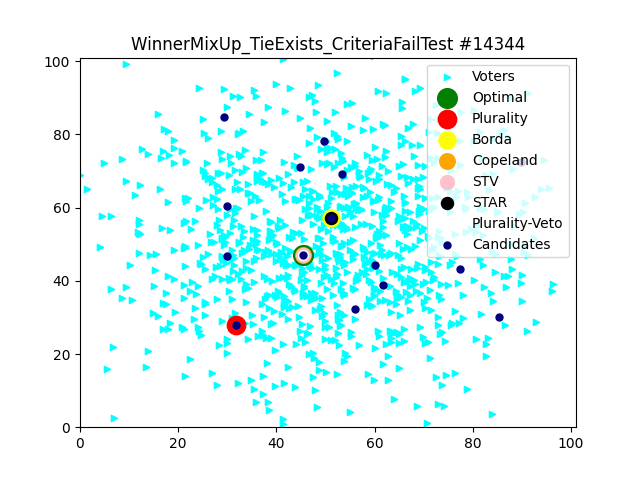 WinnerMixUp_TieExists_CriteriaFailTest #14344
Voters
Optimal
Plurality
Borda
Copeland
STV
STAR
Plurality-Veto
Candidates
100
80
60
40
20
0
0 20 40 60 80 100